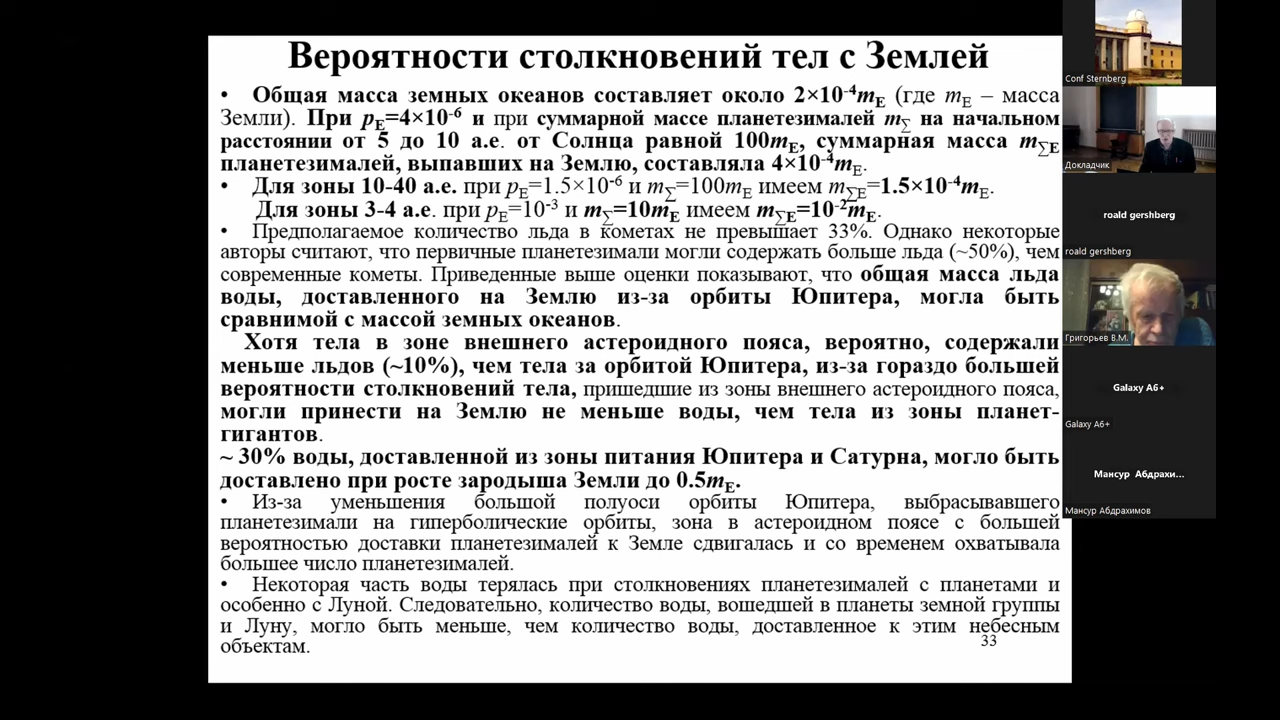 Вероятности столкновений тел с Землей
• Общая масса земных океанов составляет около 2×10⁻⁴mE (где mE – масса
Земли). При pE=4×10⁻⁶ и при суммарной массе планетезималей m∑ на начальном
расстоянии от 5 до 10 а.е. от Солнца равной 100mE, суммарная масса m∑E
планетезималей, выпавших на Землю, составляла 4×10⁻⁴mE.
• Для зоны 10-40 а.е. при pE=1.5×10⁻⁶ и m∑=100mE имеем m∑E=1.5×10⁻⁴mE.
Для зоны 3-4 а.е. при pE=10⁻³ и m∑=10mE имеем m∑E=10⁻²mE.
• Предполагаемое количество льда в кометах не превышает 33%. Однако некоторые
авторы считают, что первичные планетезимали могли содержать больше льда (~50%), чем
современные кометы. Приведенные выше оценки показывают, что общая масса льда
воды, доставленного на Землю из-за орбиты Юпитера, могла быть
сравнимой с массой земных океанов.
Хотя тела в зоне внешнего астероидного пояса, вероятно, содержали
меньше льдов (~10%), чем тела за орбитой Юпитера, из-за гораздо большей
вероятности столкновений тела, пришедшие из зоны внешнего астероидного пояса,
могли принести на Землю не меньше воды, чем тела из зоны планет-
гигантов.
~ 30% воды, доставленной из зоны питания Юпитера и Сатурна, могло быть
доставлено при росте зародыша Земли до 0.5mE.
• Из-за уменьшения большой полуоси орбиты Юпитера, выбрасывавшего
планетезимали на гиперболические орбиты, зона в астероидном поясе с большей
вероятностью доставки планетезималей к Земле сдвигалась и со временем охватывала
большее число планетезималей.
• Некоторая часть воды терялась при столкновениях планетезималей с планетами и
особенно с Луной. Следовательно, количество воды, вошедшей в планеты земной группы
и Луну, могло быть меньше, чем количество воды, доставленное к этим небесным
объектам.
33
Conf Sternberg
Докладчик
roald gershberg
roald gershberg
Григорьев В.М.
Galaxy A6+
Galaxy A6+
Мансур Абдрахи...
Мансур Абдрахимов